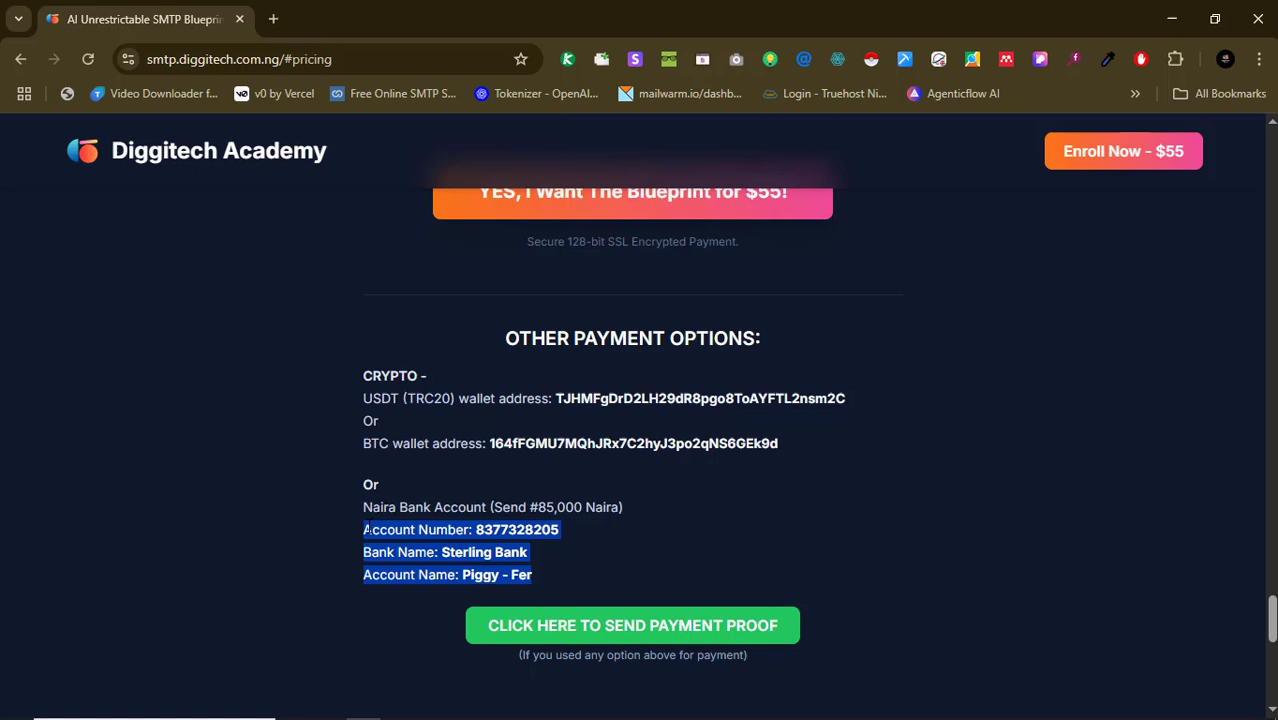 AI Unrestrictable SMTP Blueprin
smtp.diggitech.com.ng/#pricing
Video Downloader f...
v0 by Vercel
Free Online SMTP S...
Tokenizer - OpenAI...
mailwarm.io/dashb...
Login - Truehost Ni...
Agenticflow AI
All Bookmarks
Diggitech Academy
Enroll Now - $55
YES, I Want The Blueprint for $55!
Secure 128-bit SSL Encrypted Payment.
OTHER PAYMENT OPTIONS:
CRYPTO -
USDT (TRC20) wallet address: TJHMFgDrD2LH29dR8pgo8ToAYFTL2nsm2C
Or
BTC wallet address: 164fFGMU7MQhJRx7C2hyJ3po2qNS6GEk9d
Or
Naira Bank Account (Send #85,000 Naira)
Account Number: 8377328205
Bank Name: Sterling Bank
Account Name: Piggy - Fer
CLICK HERE TO SEND PAYMENT PROOF
(If you used any option above for payment)